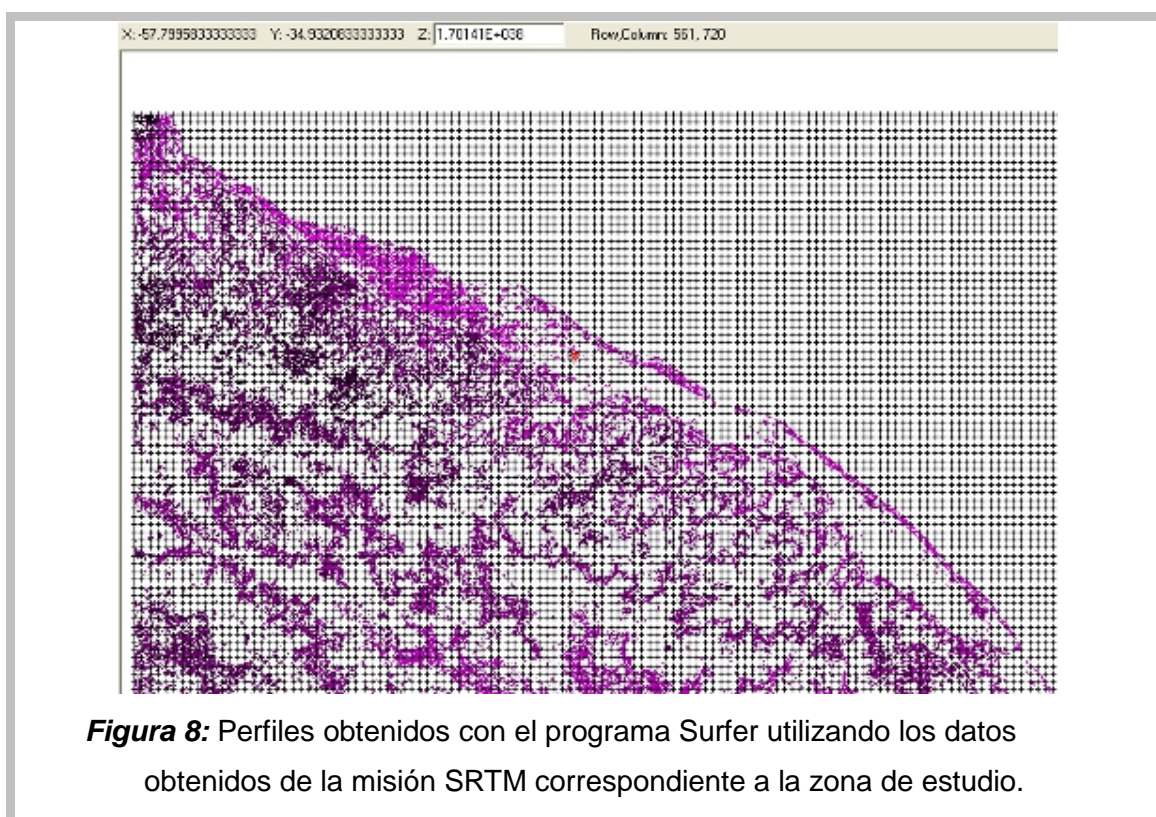 X: -57.7995833333333 Y: -34.9320833333333 Z: 1.70141E+038 Row,Column: 561, 720
Figura 8: Perfiles obtenidos con el programa Surfer utilizando los datos
obtenidos de la misión SRTM correspondiente a la zona de estudio.